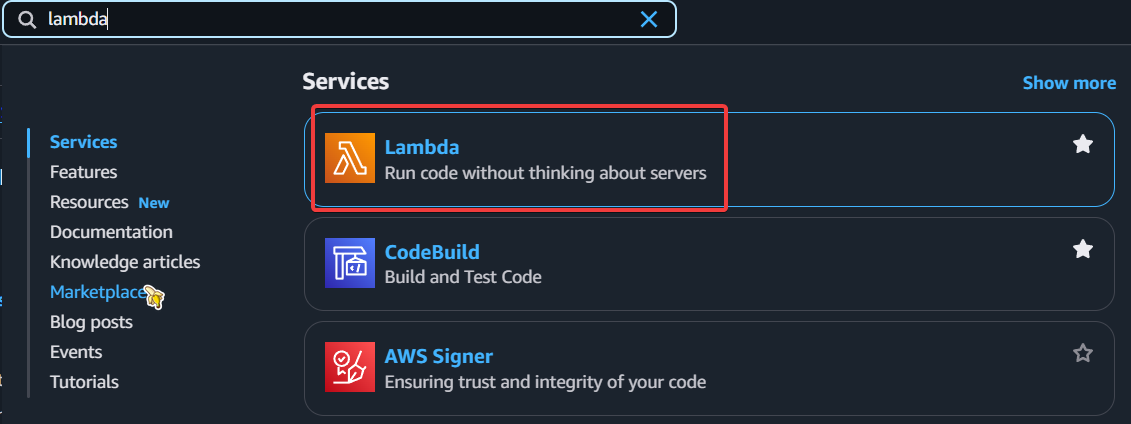 lambda
Services
Show more
Services
Features
Resources New
Documentation
Knowledge articles
Marketplace
Blog posts
Events
Tutorials
Lambda
Run code without thinking about servers
CodeBuild
Build and Test Code
AWS Signer
Ensuring trust and integrity of your code